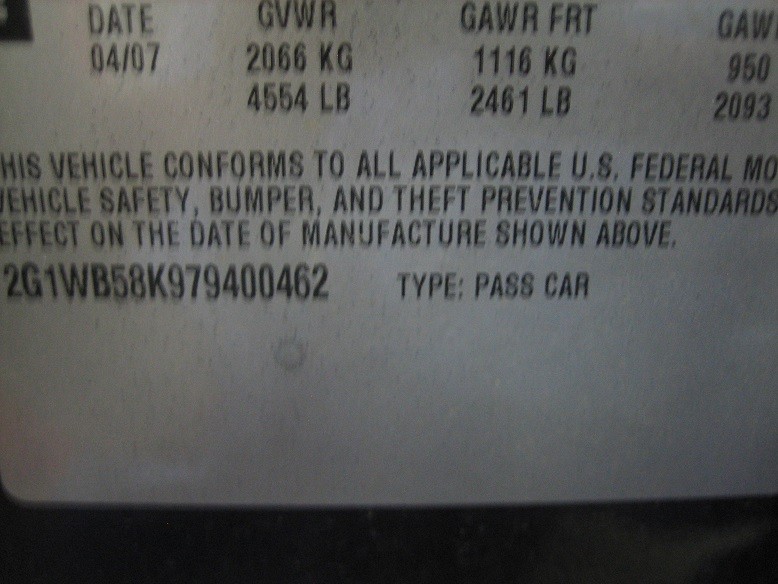 DATE GVWR GAWR FRT GAW
04/07 2066 KG 1116 KG 950
4554 LB 2461 LB 2093
HIS VEHICLE CONFORMS TO ALL APPLICABLE U.S. FEDERAL MO
VEHICLE SAFETY, BUMPER, AND THEFT PREVENTION STANDARDS
EFFECT ON THE DATE OF MANUFACTURE SHOWN ABOVE.
2G1WB58K979400462 TYPE: PASS CAR